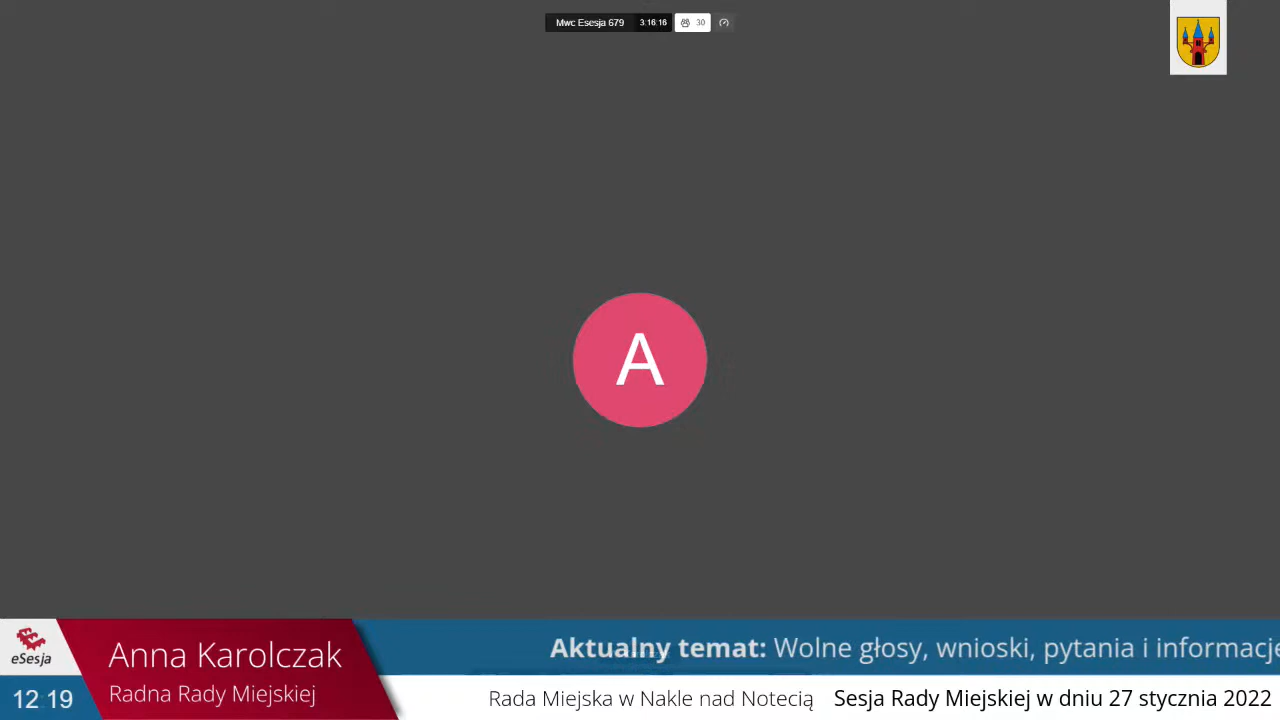 Mwc Esesja 679 3:16:16 30
A
Aktualny temat: Wolne głosy, wnioski, pytania i informacje
eSesja
Anna Karolczak
Radna Rady Miejskiej
12:19
Rada Miejska w Nakle nad Notecią Sesja Rady Miejskiej w dniu 27 stycznia 2022